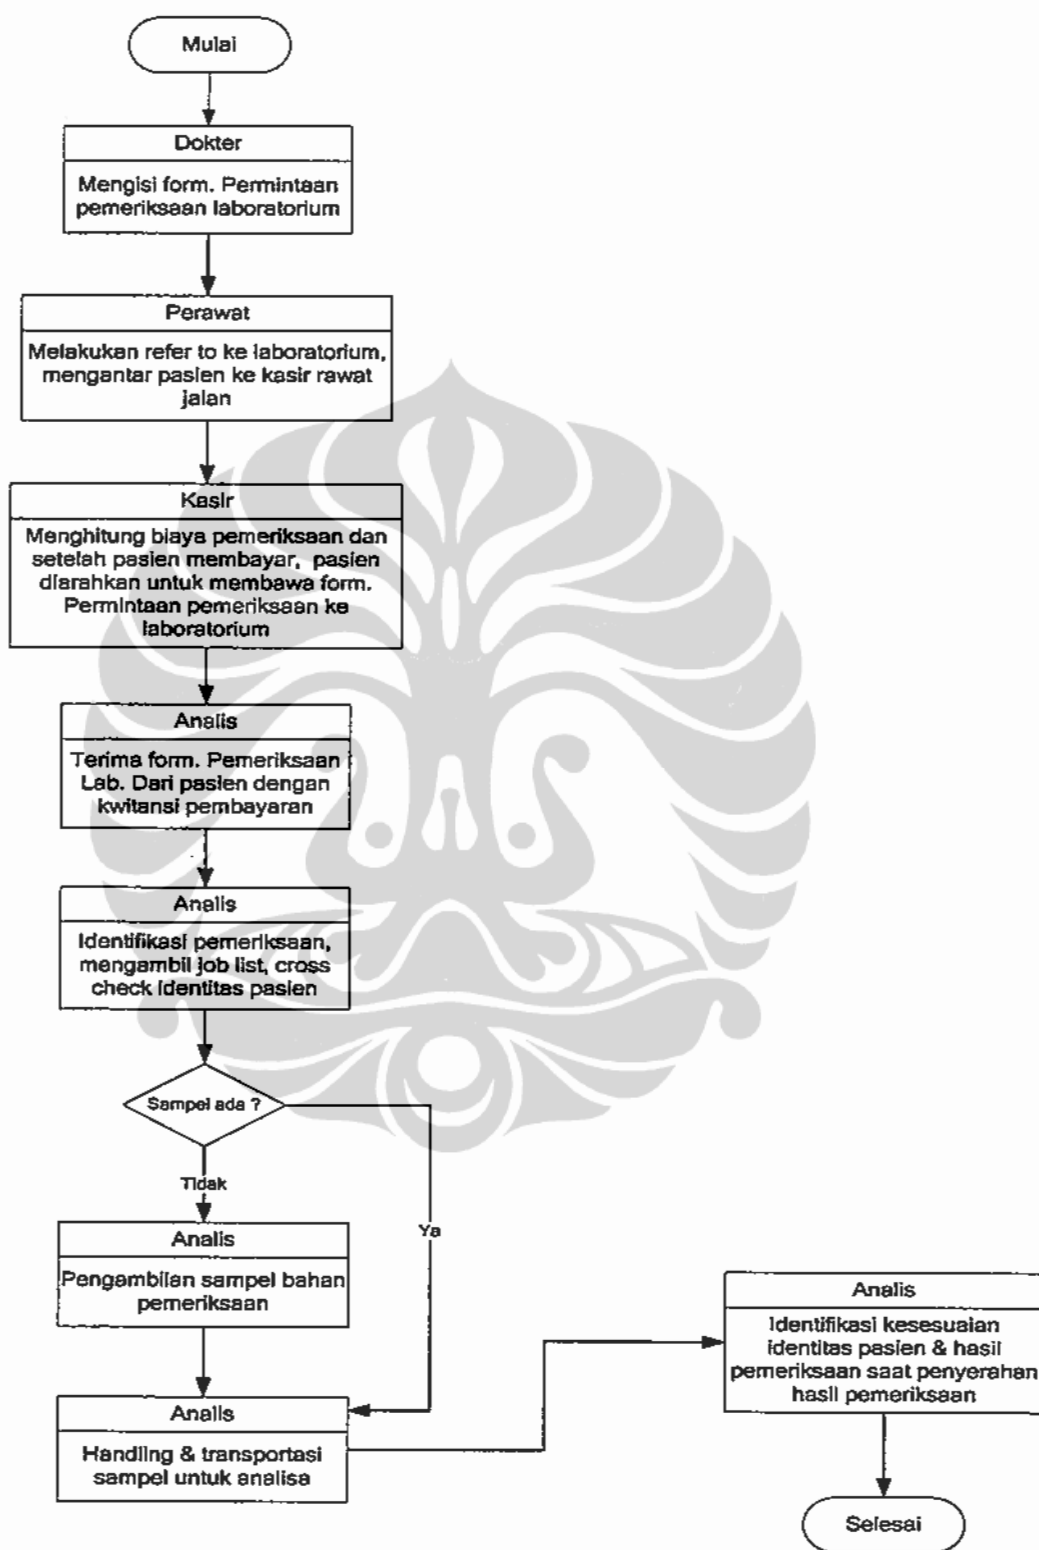 Mulai
Dokter
Mengisi form. Permintaan
pemeriksaan laboratorium
Perawat
Melakukan refer to ke laboratorium,
mengantar pasien ke kasir rawat
jalan
Kasir
Menghitung biaya pemeriksaan dan
setelah pasien membayar, pasien
diarahkan untuk membawa form.
Permintaan pemeriksaan ke
laboratorium
Analis
Terima form. Pemeriksaan
Lab. Dari pasien dengan
kwitansi pembayaran
Analis
Identifikasi pemeriksaan,
mengambil job list, cross
check identitas pasien
Sampel ada ?
Tidak
Ya
Analis
Pengambilan sampel bahan
pemeriksaan
Analis
Handling & transportasi
sampel untuk analisa
Analis
Identifikasi kesesuaian
identitas pasien & hasil
pemeriksaan saat penyerahan
hasil pemeriksaan
Selesai